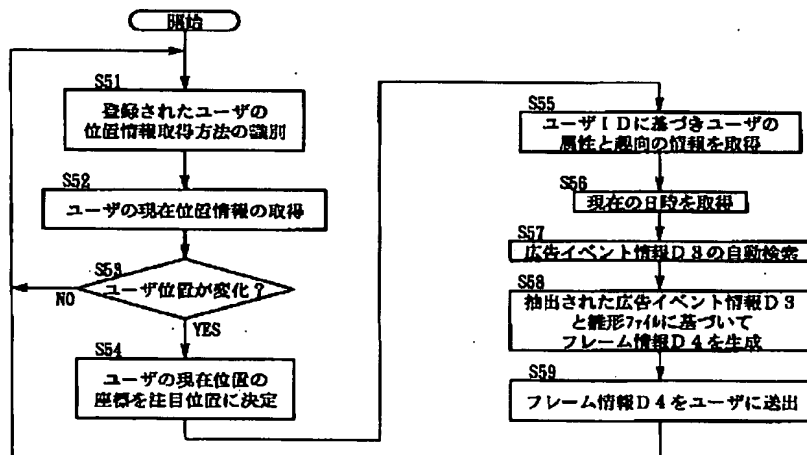 開始
S51
登録されたユーザの
位置情報取得方法の識別
S52
ユーザの現在位置情報の取得
S53
ユーザ位置が変化？
NO
YES
S54
ユーザの現在位置の
座標を注目位置に決定
S55
ユーザＩＤに基づきユーザの
属性と趣向の情報を取得
S56
現在の日時を取得
S57
広告イベント情報Ｄ３の自動検索
S58
抽出された広告イベント情報Ｄ３
と雛形ファイルに基づいて
フレーム情報Ｄ４を生成
S59
フレーム情報Ｄ４をユーザに送出